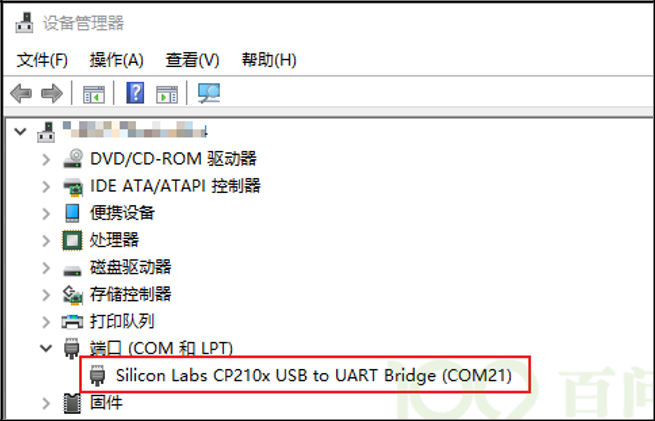 设备管理器
文件(F) 操作(A) 查看(V) 帮助(H)
DVD/CD-ROM 驱动器
IDE ATA/ATAPI 控制器
便携设备
处理器
磁盘驱动器
存储控制器
打印队列
端口 (COM 和 LPT)
Silicon Labs CP210x USB to UART Bridge (COM21)
固件
百问